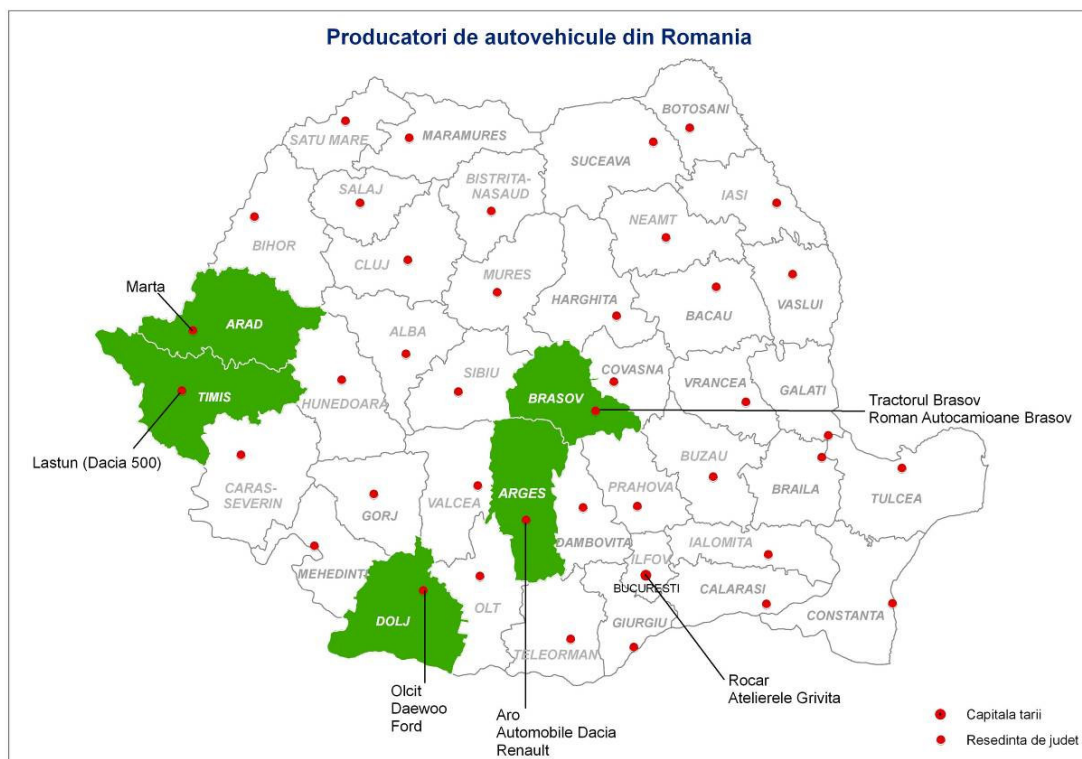 Producatori de autovehicule din Romania
BOTOSANI
SATU MARE
MARAMURES
SUCEAVA
BISTRITA-
NASAUD
SALAJ
IASI
NEAMT
BIHOR
CLUJ
MURES
HARGHITA
BACAU
VASLUI
Marta
ARAD
ALBA
SIBIU
COVASNA
VRANCEA
GALATI
TIMIS
HUNEDOARA
BRASOV
Tractorul Brasov
Roman Autocamioane Brasov
Lastun (Dacia 500)
CARAS-
SEVERIN
GORJ
VALCEA
ARGES
PRAHOVA
BUZAU
BRAILA
TULCEA
DAMBOVITA
IALOMITA
ILFOV
MEHEDINTI
BUCURESTI
CALARASI
DOLJ
OLT
GIURGIU
CONSTANTA
TELEORMAN
Olcit
Daewoo
Ford
Aro
Automobile Dacia
Renault
Rocar
Atelierele Grivita
Capitala tarii
Resedinta de judet